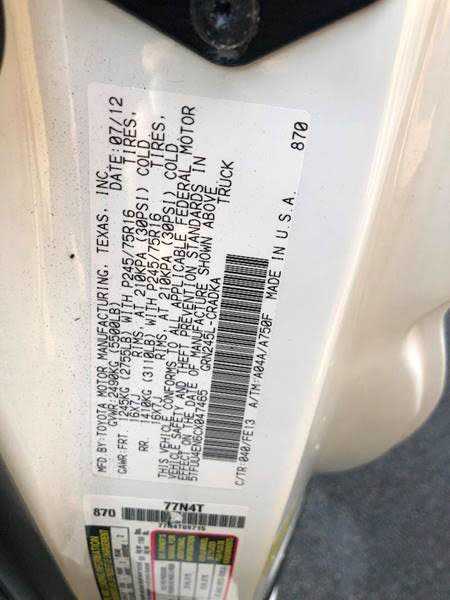 MFD BY:TOYOTA MOTOR MANUFACTURING, TEXAS, INC.
GVWR:2490KG (5500LB) DATE:07/12
GAWR:FRT 1245KG (2755LB) WITH P245/75R16 TIRES,
16X7J RIMS, AT 210KPA (30PSI) COLD
RR. 1410KG (3110LB) WITH P245/75R16 TIRES,
16X7J RIMS, AT 210KPA (30PSI) COLD
THIS VEHICLE CONFORMS TO ALL APPLICABLE FEDERAL MOTOR
VEHICLE SAFETY AND THEFT PREVENTION STANDARDS IN
EFFECT ON THE DATE OF MANUFACTURE SHOWN ABOVE
5TFUU4EN6CX047465 TRUCK
GRN245L-CRADKA
C/TR:040/FE13 A/TM:A04A/A750F MADE IN U.S.A. 870
870 77N4T